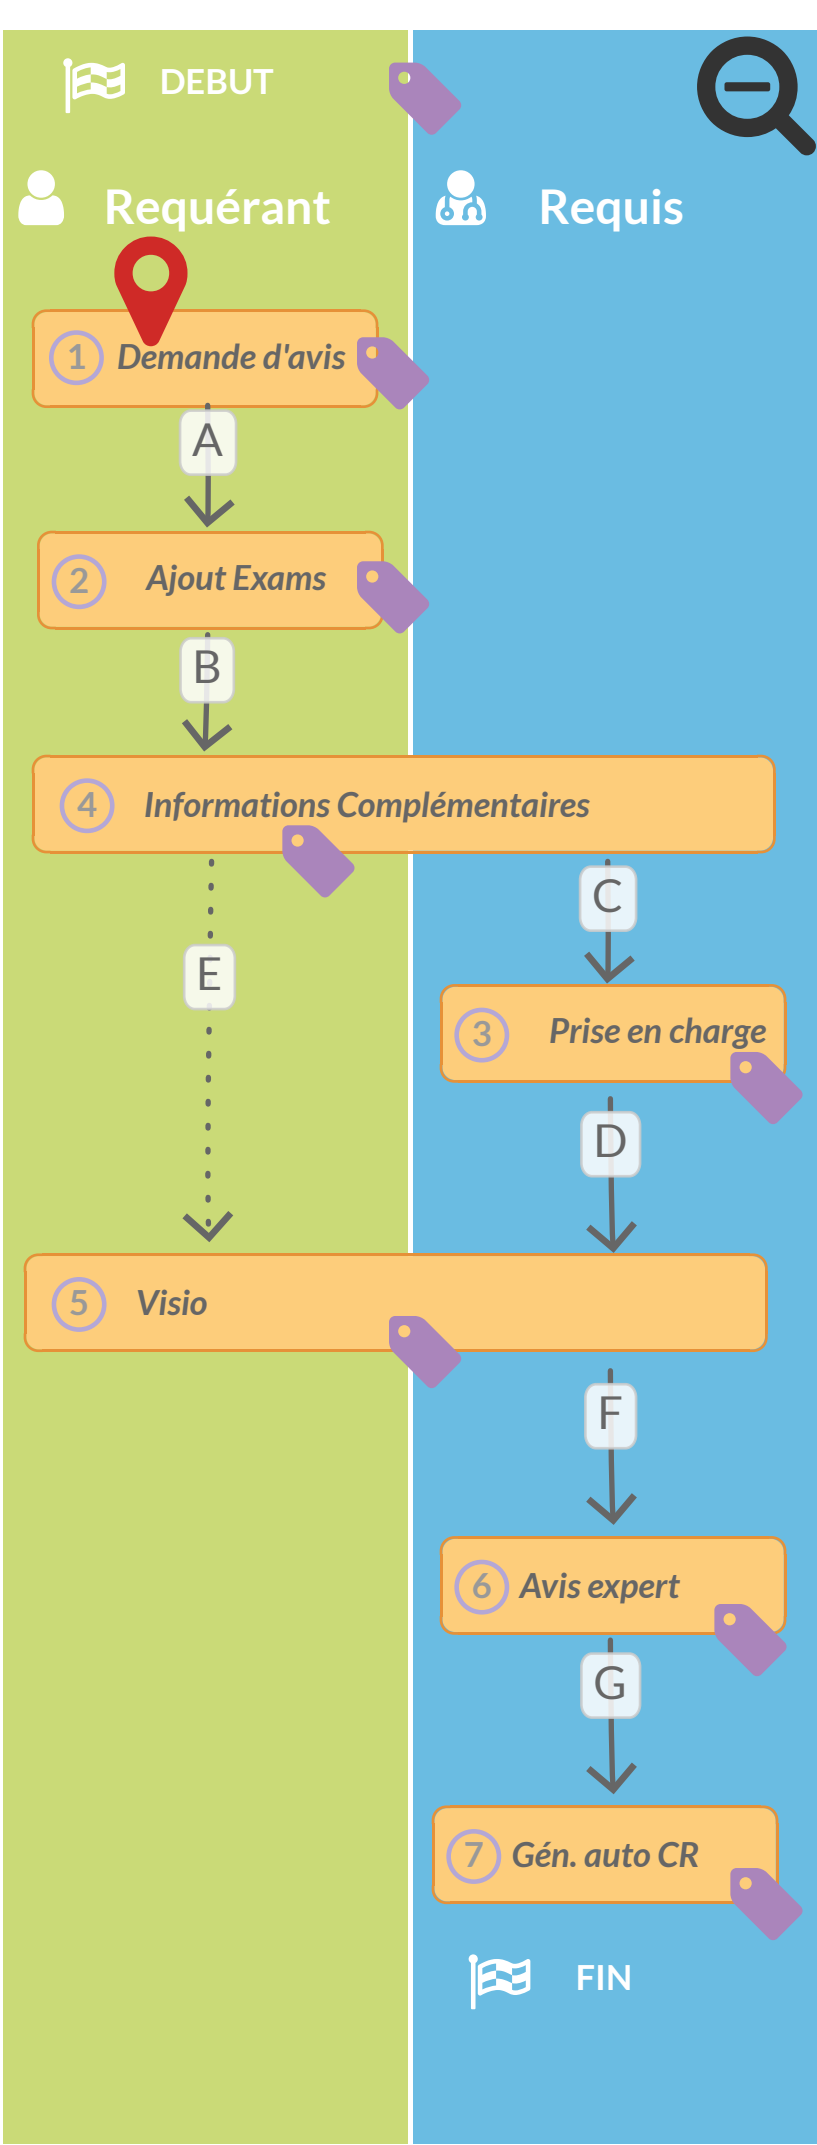 DEBUT
Requérant
Requis
1 Demande d'avis
A
2 Ajout Exams
B
4 Informations Complémentaires
C
E
3 Prise en charge
D
5 Visio
F
6 Avis expert
G
7 Gén. auto CR
FIN